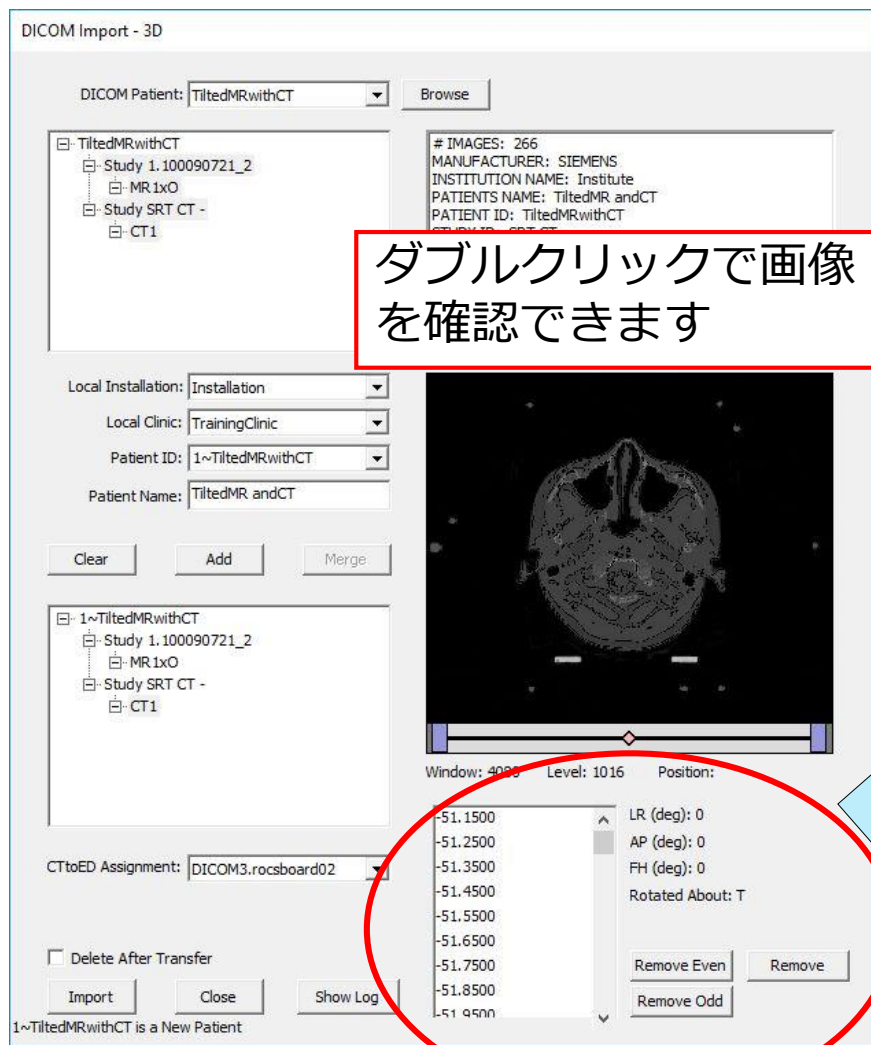 DICOM Import - 3D
DICOM Patient: TiltedMRwithCT Browse
TiltedMRwithCT
Study 1.100090721_2
MR1xO
Study SRT CT -
CT1
# IMAGES: 266
MANUFACTURER: SIEMENS
INSTITUTION NAME: Institute
PATIENTS NAME: TiltedMR andCT
PATIENT ID: TiltedMRwithCT
ダブルクリックで画像
を確認できます
Local Installation: Installation
Local Clinic: TrainingClinic
Patient ID: 1~TiltedMRwithCT
Patient Name: TiltedMR andCT
Clear Add Merge
1~TiltedMRwithCT
Study 1.100090721_2
MR1xO
Study SRT CT -
CT1
Window: 4095 Level: 1016 Position:
-51.1500
-51.2500
-51.3500
-51.4500
-51.5500
-51.6500
-51.7500
-51.8500
-51.9500
LR (deg): 0
AP (deg): 0
FH (deg): 0
Rotated About: T
Remove Even Remove
Remove Odd
CTtoED Assignment: DICOM3.rocsboard02
Delete After Transfer
Import Close Show Log
1~TiltedMRwithCT is a New Patient